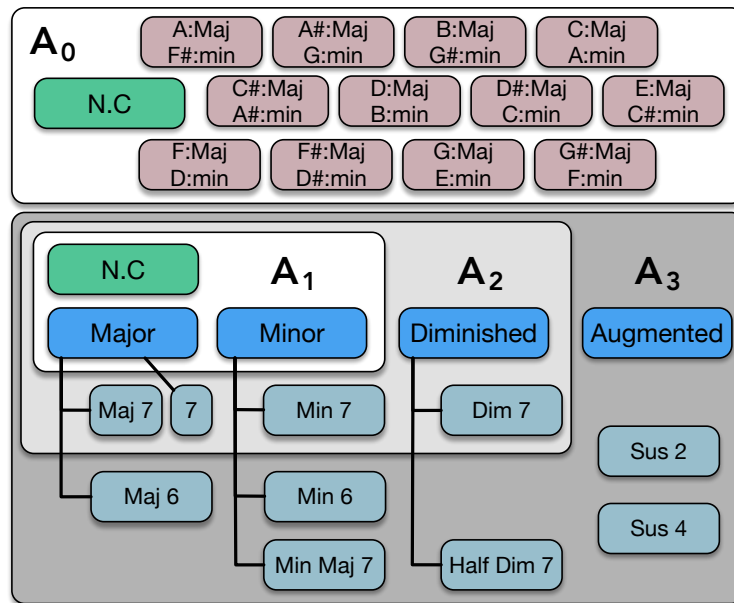 A0
A:Maj
F#:min
A#:Maj
G:min
B:Maj
G#:min
C:Maj
A:min
N.C
C#:Maj
A#:min
D:Maj
B:min
D#:Maj
C:min
E:Maj
C#:min
F:Maj
D:min
F#:Maj
D#:min
G:Maj
E:min
G#:Maj
F:min
N.C
A1
A2
A3
Major
Minor
Diminished
Augmented
Maj 7
7
Min 7
Dim 7
Sus 2
Maj 6
Min 6
Sus 4
Min Maj 7
Half Dim 7